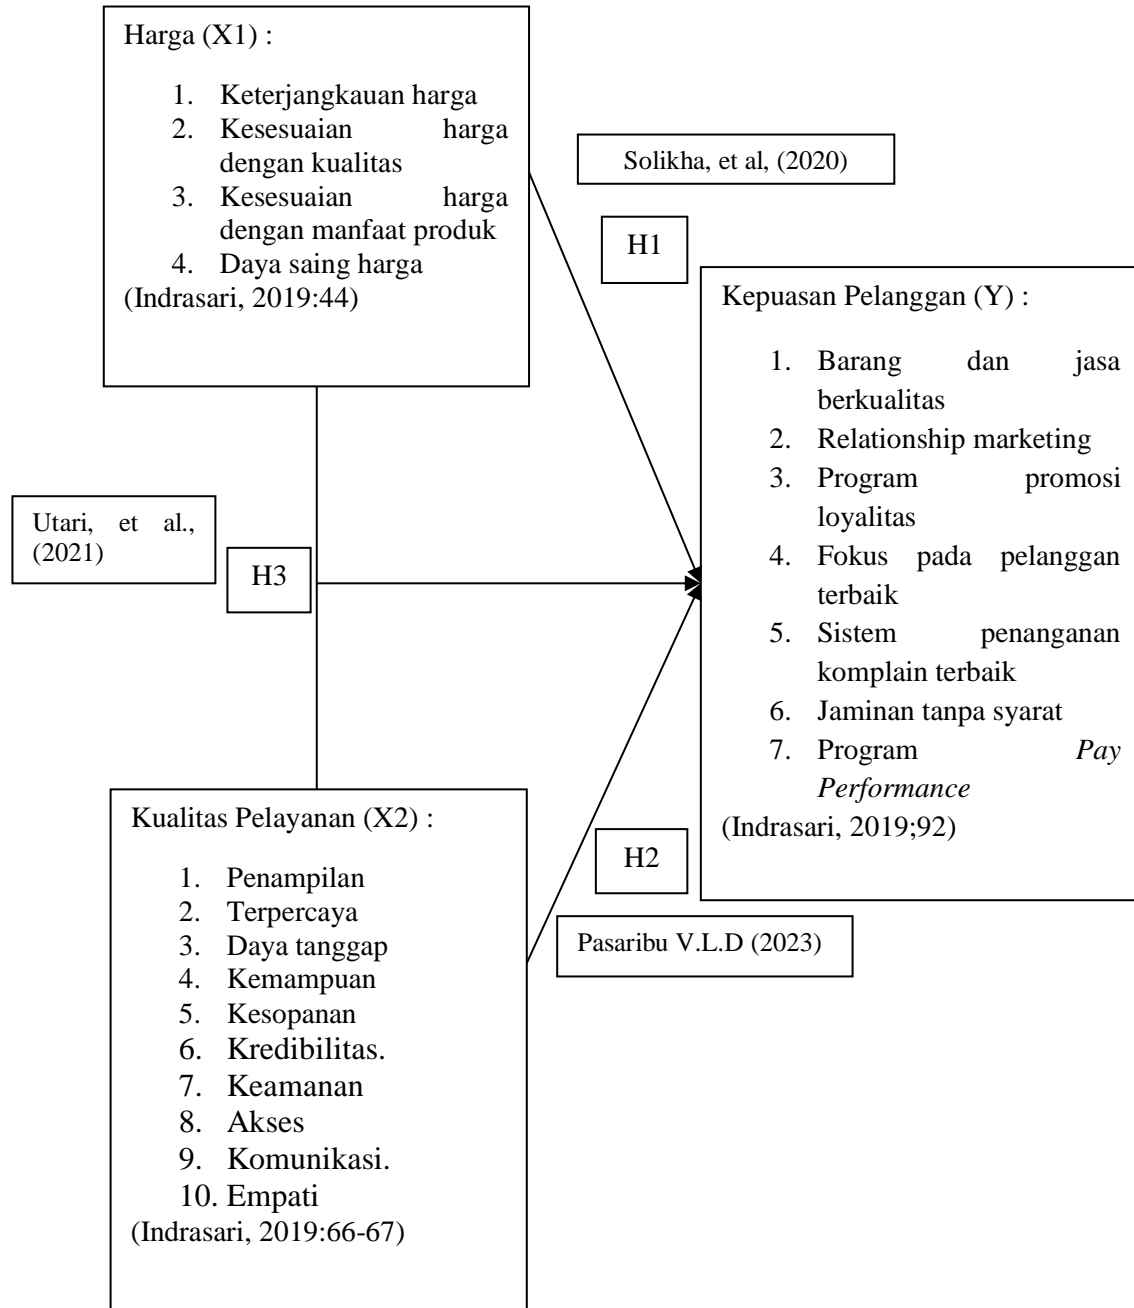 Harga (X1) :
1. Keterjangkauan harga
2. Kesesuaian harga
dengan kualitas
3. Kesesuaian harga
dengan manfaat produk
4. Daya saing harga
(Indrasari, 2019:44)
Solikha, et al, (2020)
H1
Kepuasan Pelanggan (Y) :
1. Barang dan jasa
berkualitas
2. Relationship marketing
3. Program promosi
loyalitas
4. Fokus pada pelanggan
terbaik
5. Sistem penanganan
komplain terbaik
6. Jaminan tanpa syarat
7. Program Pay
Performance
(Indrasari, 2019;92)
Utari, et al.,
(2021)
H3
Kualitas Pelayanan (X2) :
1. Penampilan
2. Terpercaya
3. Daya tanggap
4. Kemampuan
5. Kesopanan
6. Kredibilitas.
7. Keamanan
8. Akses
9. Komunikasi.
10. Empati
(Indrasari, 2019:66-67)
H2
Pasaribu V.L.D (2023)